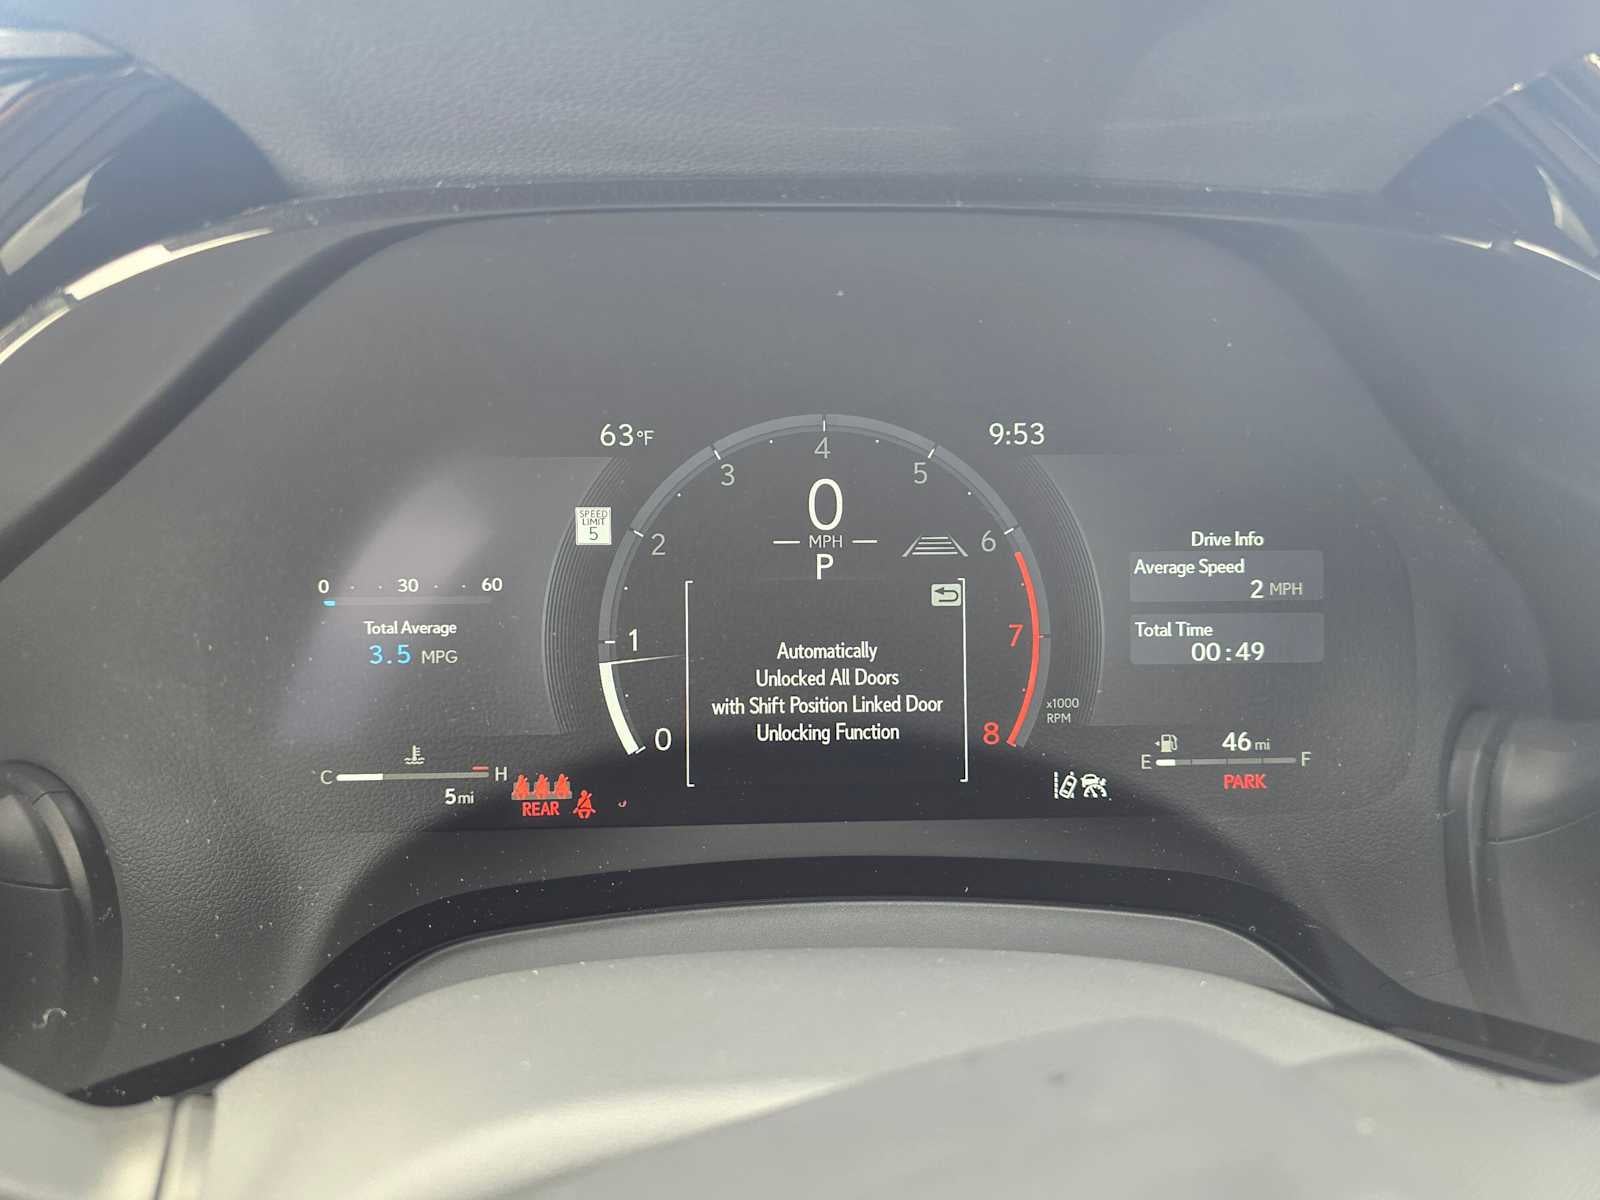 63°F
9:53
4
3
5
SPEED
LIMIT
5
0
MPH
P
2
6
Drive Info
Average Speed
2 MPH
0 30 60
Total Average
3.5 MPG
1
7
Total Time
00:49
Automatically
Unlocked All Doors
with Shift Position Linked Door
Unlocking Function
x1000
RPM
0
8
C H
5 mi
REAR
46 mi
E F
PARK